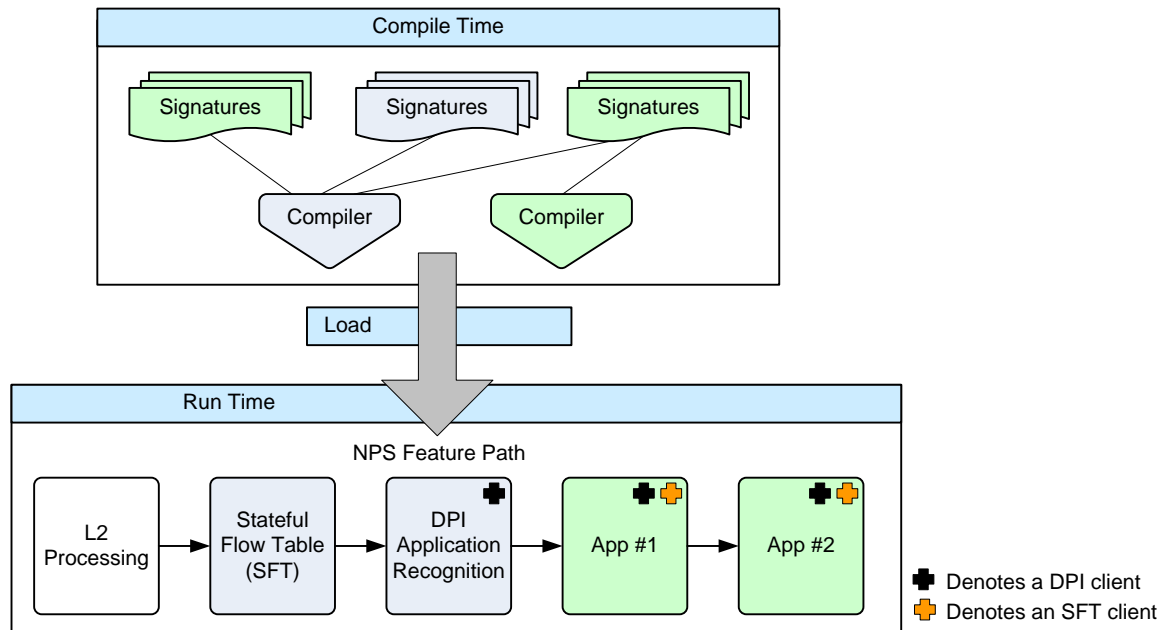 Compile Time
Signatures
Signatures
Signatures
Compiler
Compiler
Load
Run Time
NPS Feature Path
L2
Processing
Stateful
Flow Table
(SFT)
DPI
Application
Recognition
App #1
App #2
Denotes a DPI client
Denotes an SFT client